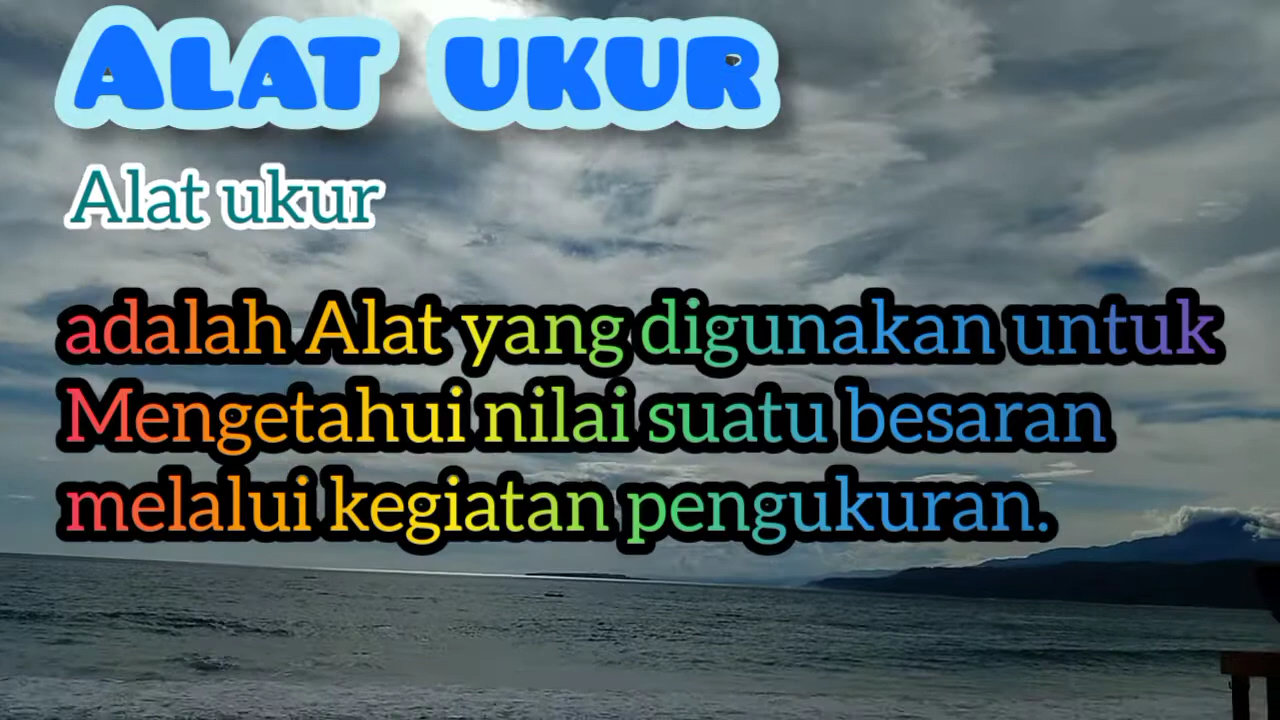 ALAT UKUR
Alat ukur
adalah Alat yang digunakan untuk
Mengetahui nilai suatu besaran
melalui kegiatan pengukuran.